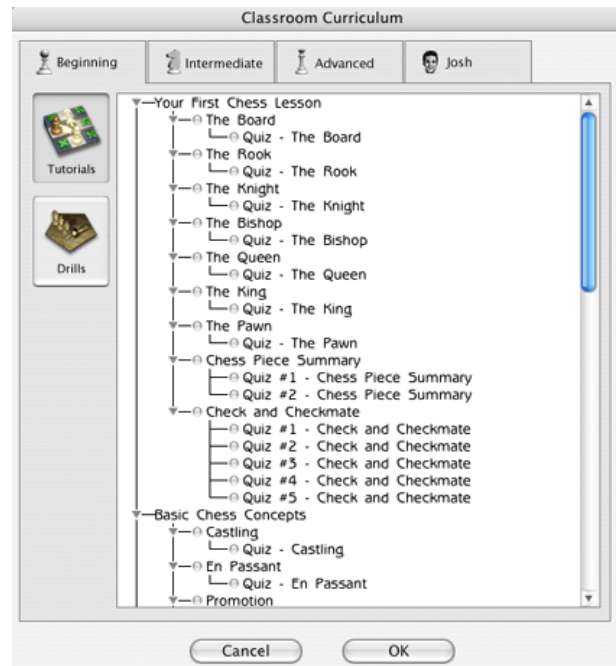 Classroom Curriculum
Beginning
Intermediate
Advanced
Josh
Tutorials
Drills
Your First Chess Lesson
The Board
Quiz - The Board
The Rook
Quiz - The Rook
The Knight
Quiz - The Knight
The Bishop
Quiz - The Bishop
The Queen
Quiz - The Queen
The King
Quiz - The King
The Pawn
Quiz - The Pawn
Chess Piece Summary
Quiz #1 - Chess Piece Summary
Quiz #2 - Chess Piece Summary
Check and Checkmate
Quiz #1 - Check and Checkmate
Quiz #2 - Check and Checkmate
Quiz #3 - Check and Checkmate
Quiz #4 - Check and Checkmate
Quiz #5 - Check and Checkmate
Basic Chess Concepts
Castling
Quiz - Castling
En Passant
Quiz - En Passant
Promotion
Cancel
OK